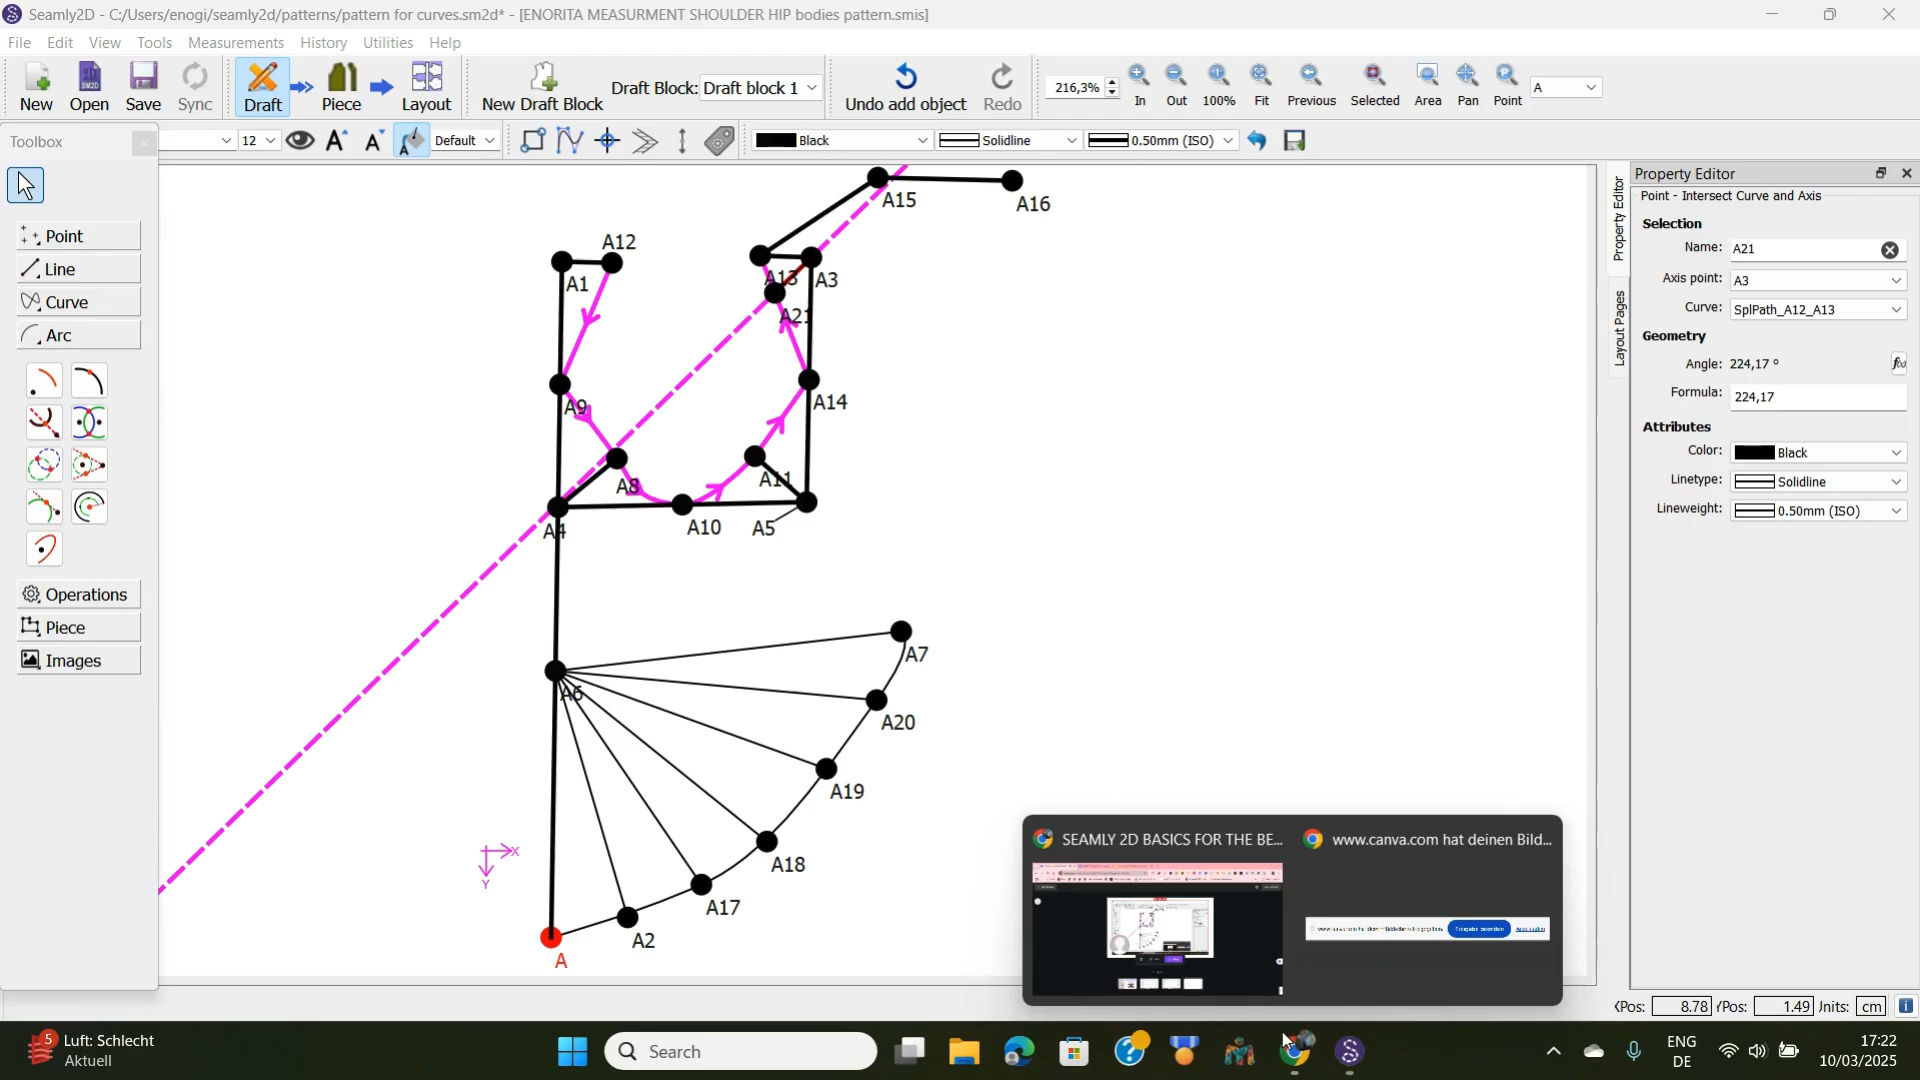 Seamly2D - C:/Users/enogi/seamly2d/patterns/pattern for curves.sm2d* - [ENORITA MEASURMENT SHOULDER HIP bodies pattern.smis]
File Edit View Tools Measurements History Utilities Help
New Open Save Sync Draft Piece Layout New Draft Block Draft Block: Draft block 1 Undo add object Redo 216,3% In Out 100% Fit Previous Selected Area Pan Point A
12 Default Black Solidline 0.50mm (ISO)
Toolbox
Point
Line
Curve
Arc
Operations
Piece
Images
A15
A16
A12
A1
A13
A3
A21
A9
A14
A8
A11
A4
A10
A5
A7
A6
A20
A19
A18
A17
A2
A
X
Y
Property Editor
Layout Pages
Property Editor
Point - Intersect Curve and Axis
Selection
Name: A21
Axis point: A3
Curve: SplPath_A12_A13
Geometry
Angle: 224,17 °
Formula: 224,17
Attributes
Color: Black
Linetype: Solidline
Lineweight: 0.50mm (ISO)
SEAMLY 2D BASICS FOR THE BE...
www.canva.com hat deinen Bild...
XPos: 8.78 YPos: 1.49 Units: cm
5
Luft: Schlecht
Aktuell
Search
ENG
DE
17:22
10/03/2025